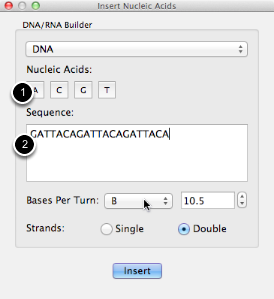 Insert Nucleic Acids
DNA/RNA Builder
DNA
Nucleic Acids:
1 A C G T
Sequence:
2 GATTACAGATTACAGATTACA
Bases Per Turn: B 10.5
Strands: Single Double
Insert